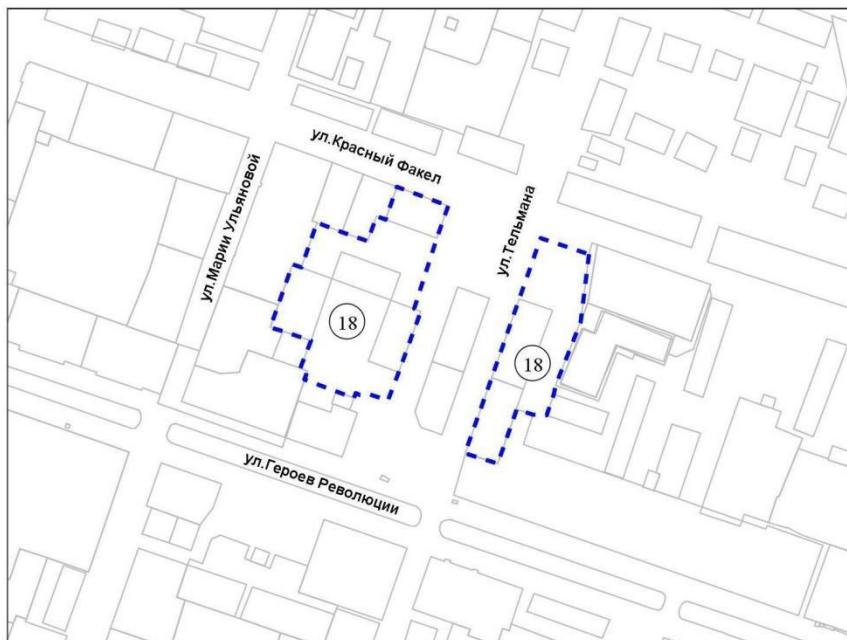 ул.Красный Факел
ул.Марии Ульяновой
ул.Тельмана
18
18
ул.Героев Революции